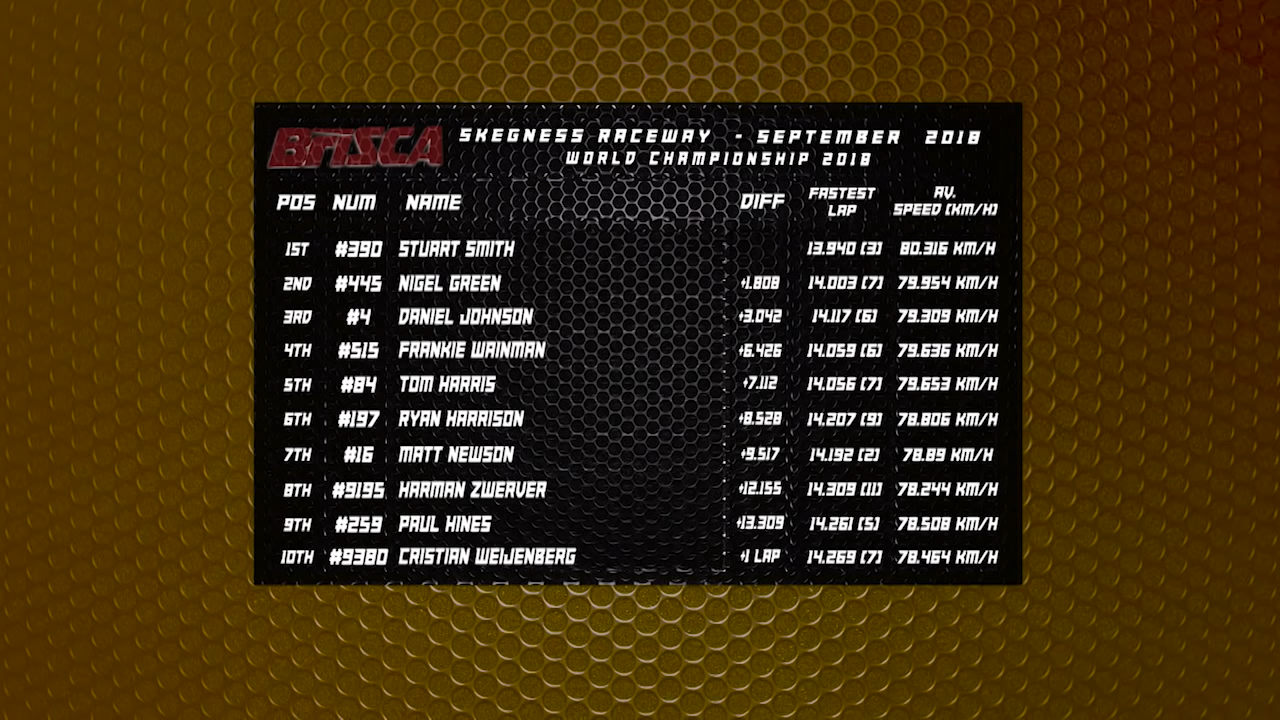 BRISCA
SKEGNESS RACEWAY - SEPTEMBER 2018
WORLD CHAMPIONSHIP 2018
POS NUM NAME DIFF FASTEST LAP AV. SPEED (KM/H)
1ST #390 STUART SMITH 13.940 (3) 80.316 KM/H
2ND #445 NIGEL GREEN +1.808 14.003 (7) 79.954 KM/H
3RD #4 DANIEL JOHNSON +3.042 14.117 (6) 79.309 KM/H
4TH #515 FRANKIE WAINMAN +6.426 14.059 (6) 79.636 KM/H
5TH #84 TOM HARRIS +7.112 14.056 (7) 79.653 KM/H
6TH #197 RYAN HARRISON +8.528 14.207 (9) 78.806 KM/H
7TH #16 MATT NEWSON +9.517 14.192 (2) 78.89 KM/H
8TH #9195 HARMAN ZWERVER +12.155 14.309 (11) 78.244 KM/H
9TH #259 PAUL HINES +13.309 14.261 (5) 78.508 KM/H
10TH #9380 CRISTIAN WEIJENBERG +1 LAP 14.269 (7) 78.464 KM/H